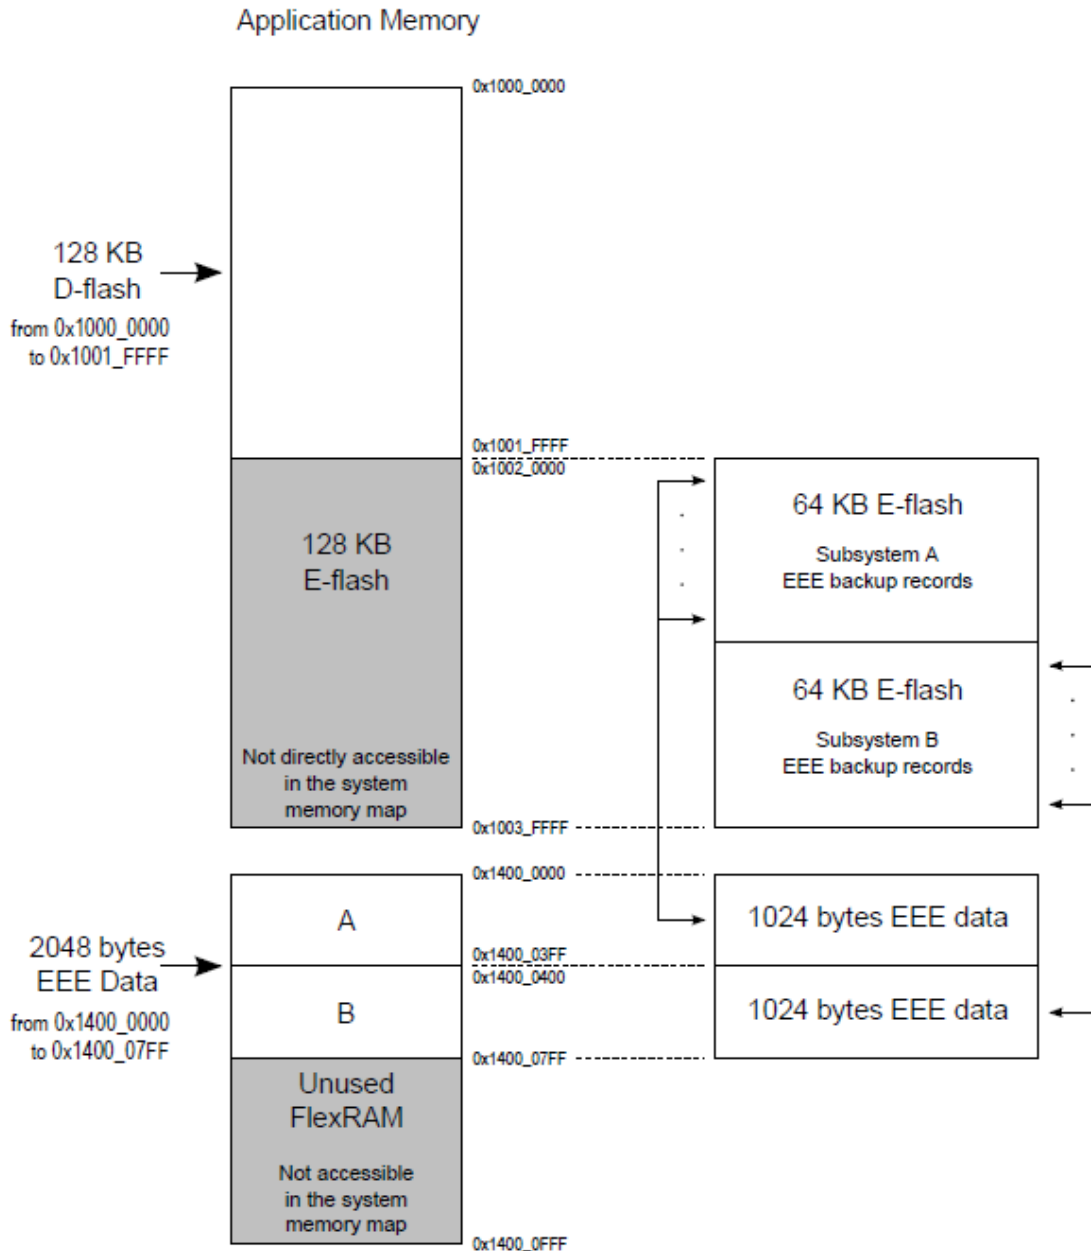 Application Memory
0x1000_0000
128 KB
D-flash
from 0x1000_0000
to 0x1001_FFFF
0x1001_FFFF
0x1002_0000
128 KB
E-flash
Not directly accessible
in the system
memory map
0x1003_FFFF
64 KB E-flash
Subsystem A
EEE backup records
64 KB E-flash
Subsystem B
EEE backup records
0x1400_0000
A
1024 bytes EEE data
2048 bytes
EEE Data
from 0x1400_0000
to 0x1400_07FF
0x1400_03FF
0x1400_0400
B
1024 bytes EEE data
0x1400_07FF
Unused
FlexRAM
Not accessible
in the system
memory map
0x1400_0FFF